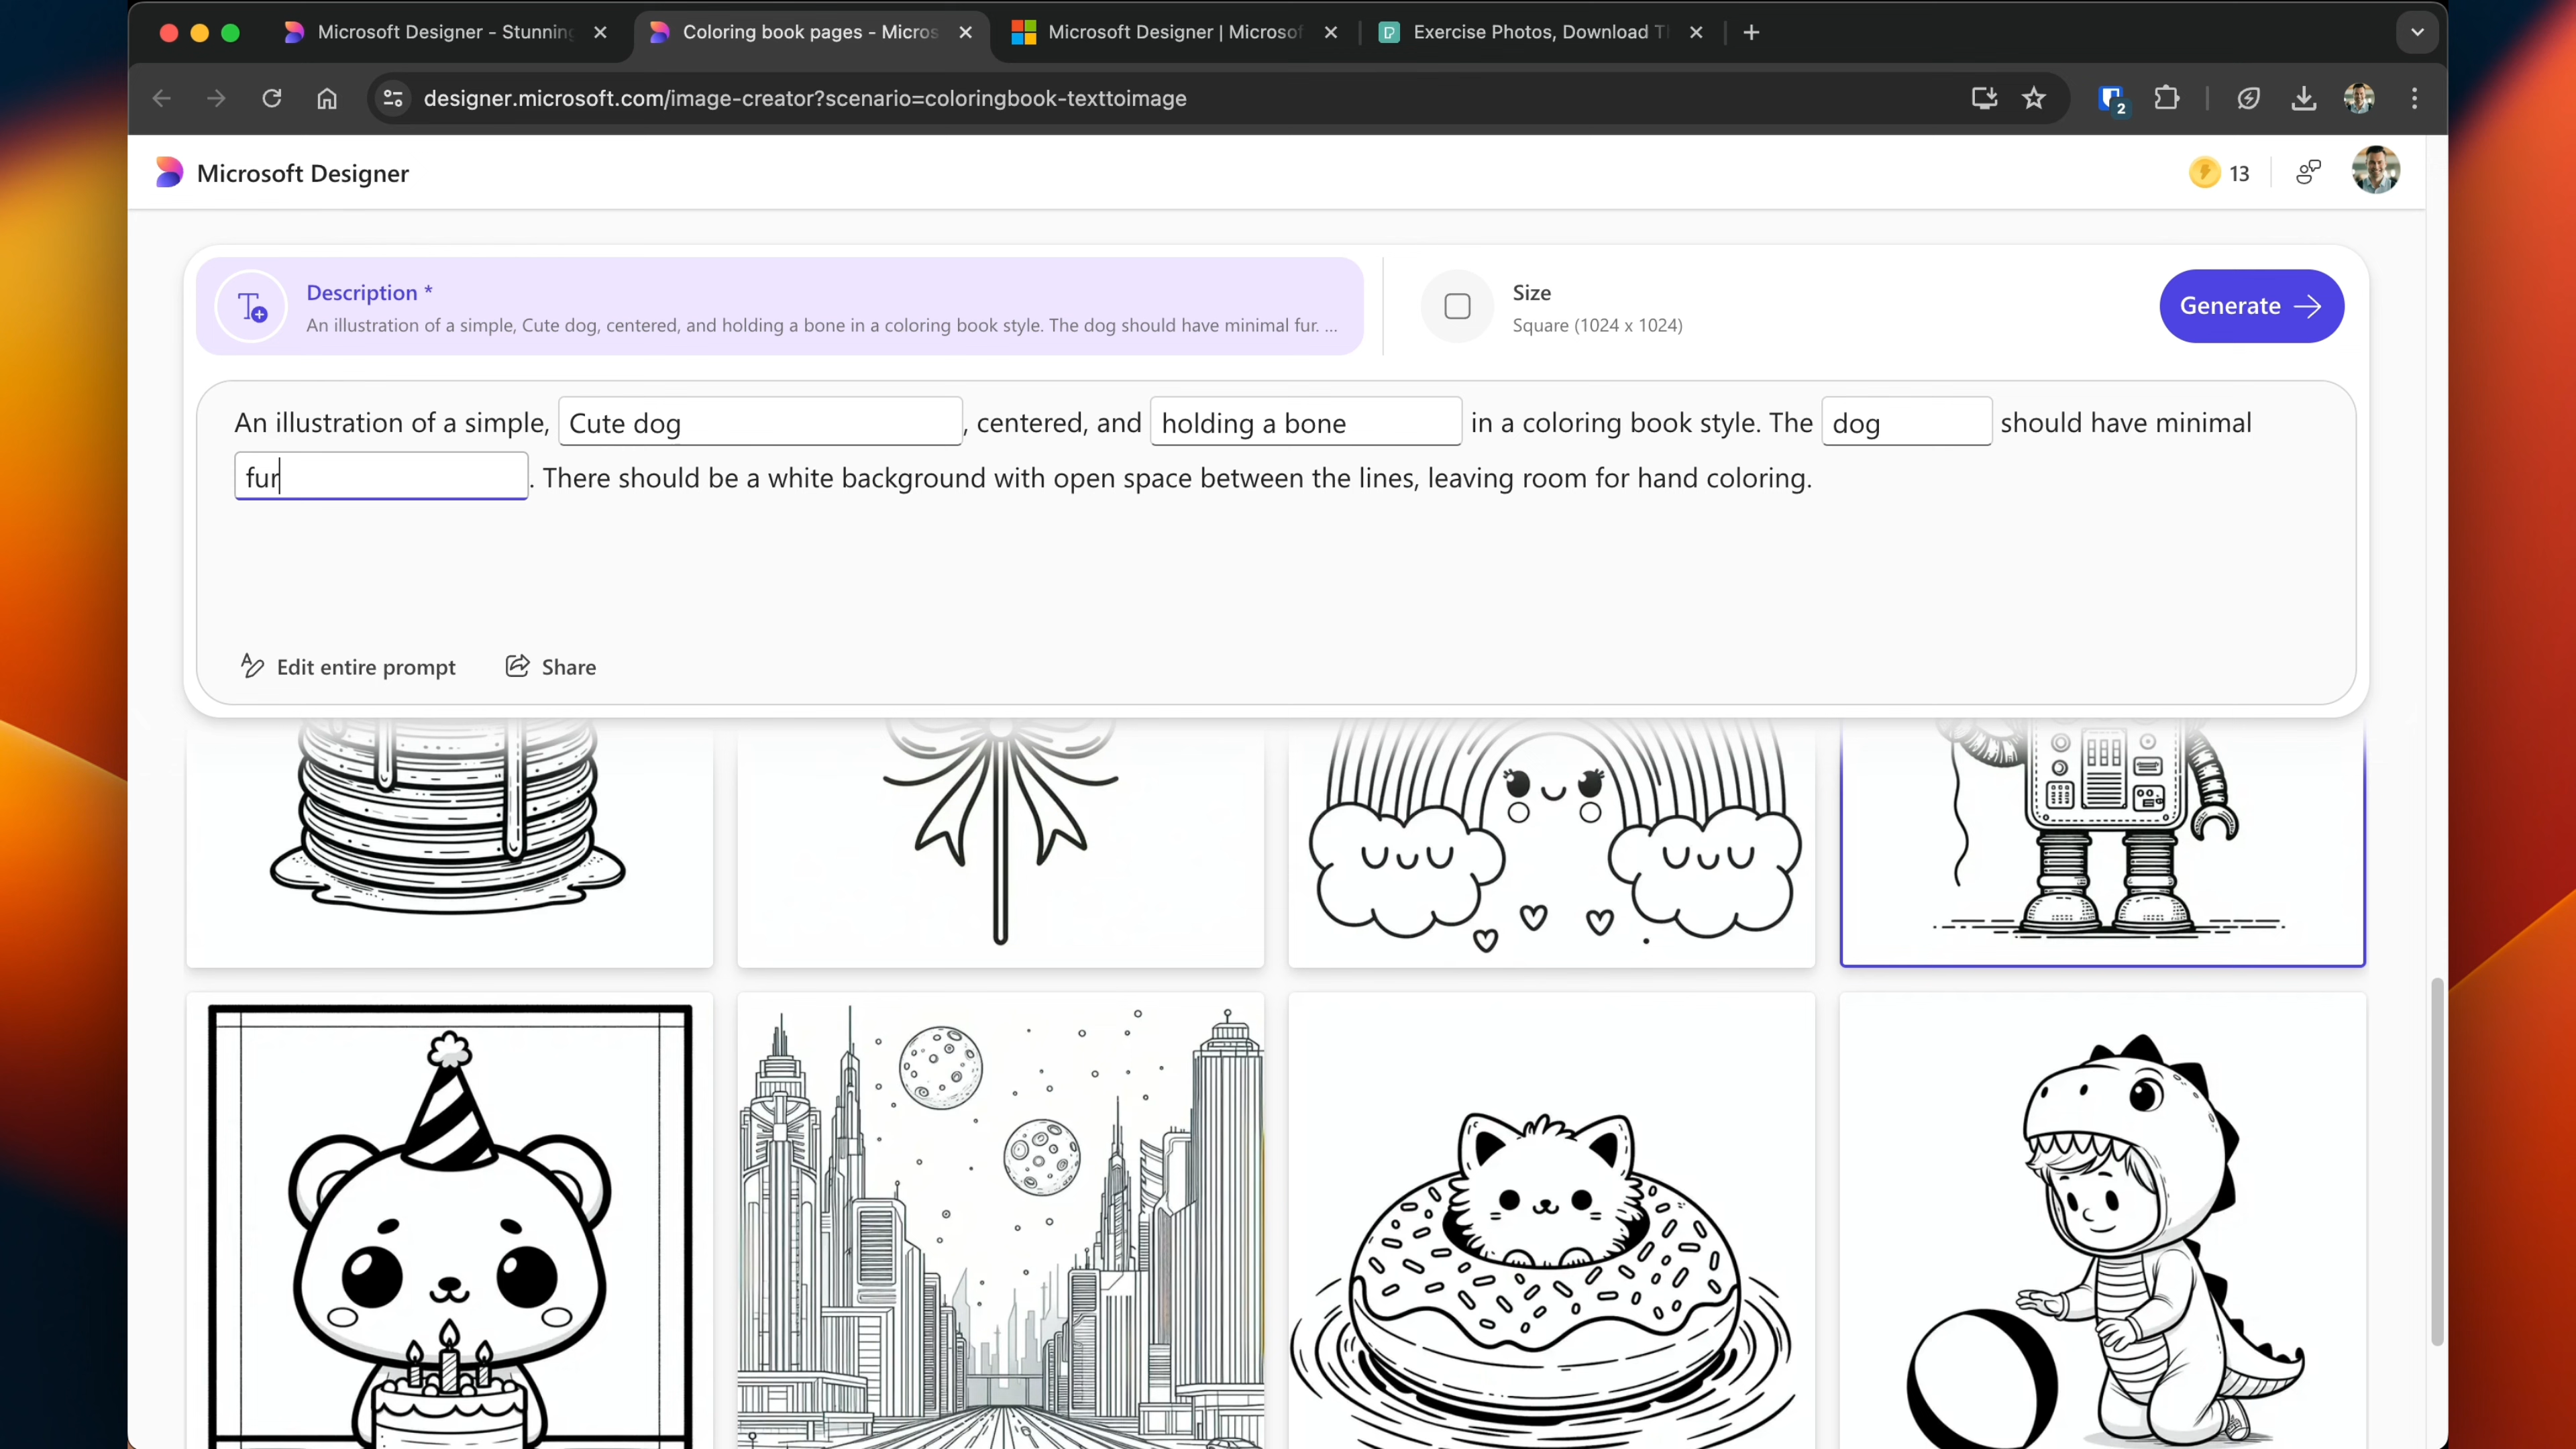 Microsoft Designer - Stunning
Coloring book pages - Micros
Microsoft Designer | Microsof
Exercise Photos, Download T
designer.microsoft.com/image-creator?scenario=coloringbook-texttoimage
2
Microsoft Designer
13
Description *
An illustration of a simple, Cute dog, centered, and holding a bone in a coloring book style. The dog should have minimal fur. ...
Size
Square (1024 x 1024)
Generate
An illustration of a simple, Cute dog , centered, and holding a bone in a coloring book style. The dog should have minimal
fur . There should be a white background with open space between the lines, leaving room for hand coloring.
Edit entire prompt
Share